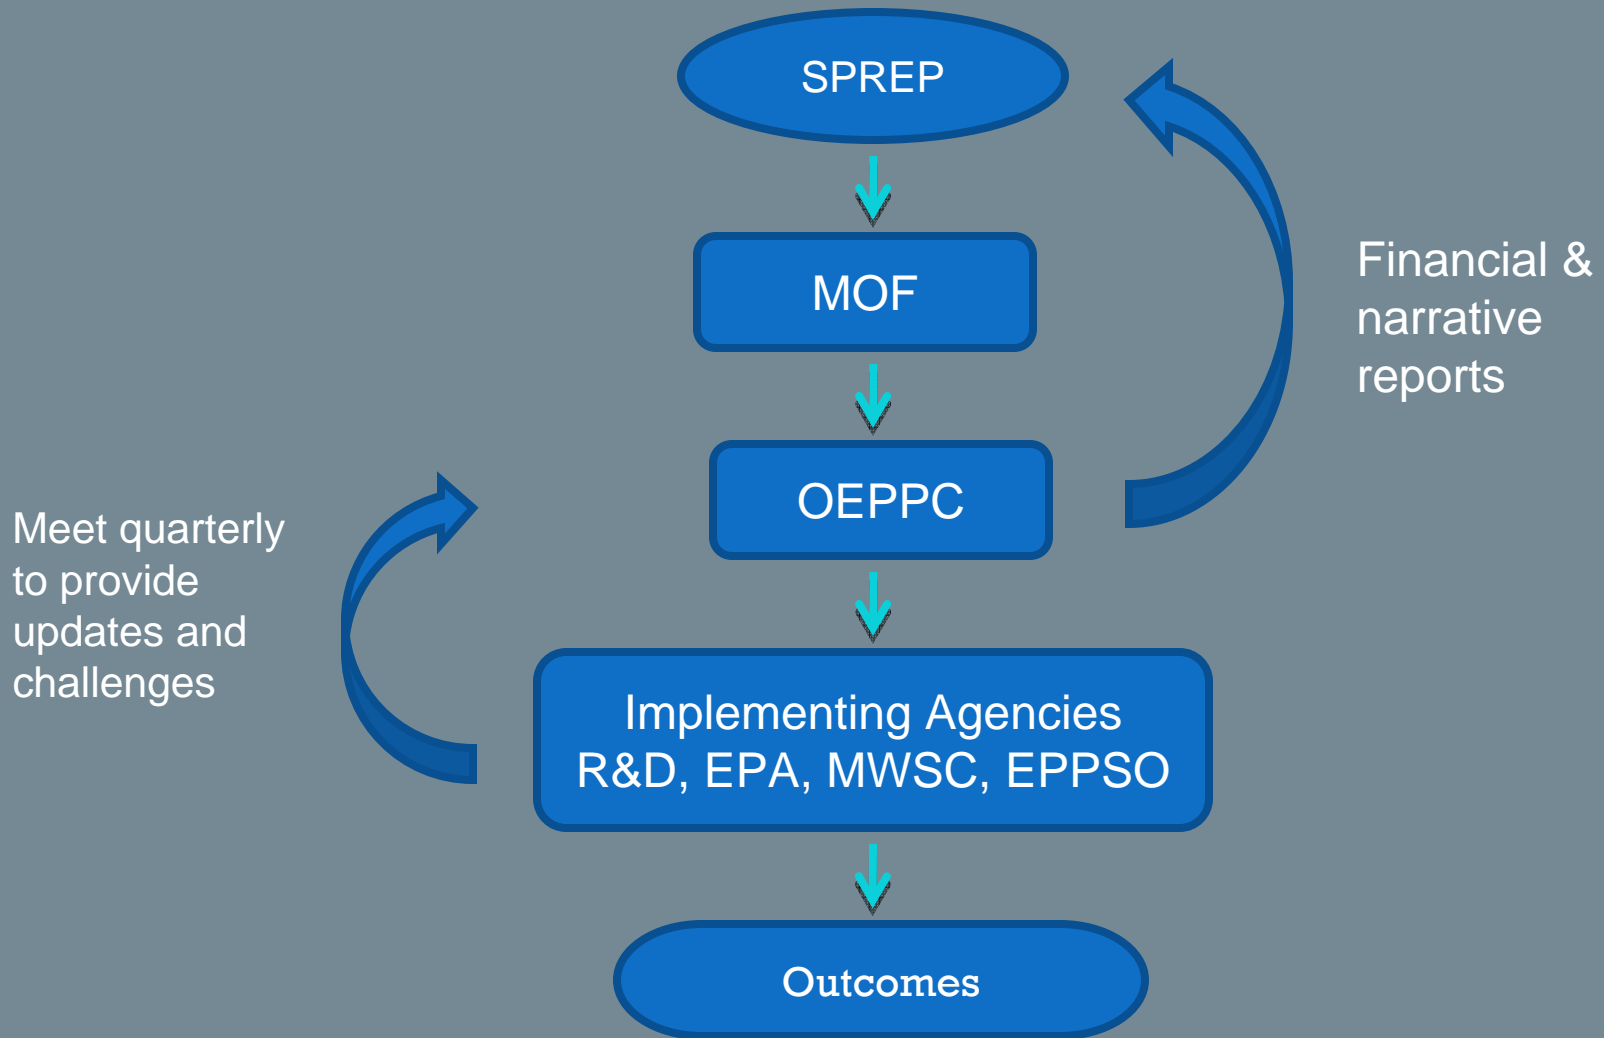 SPREP
MOF
Financial &
narrative
reports
OEPPC
Meet quarterly
to provide
updates and
challenges
Implementing Agencies
R&D, EPA, MWSC, EPPSO
Outcomes